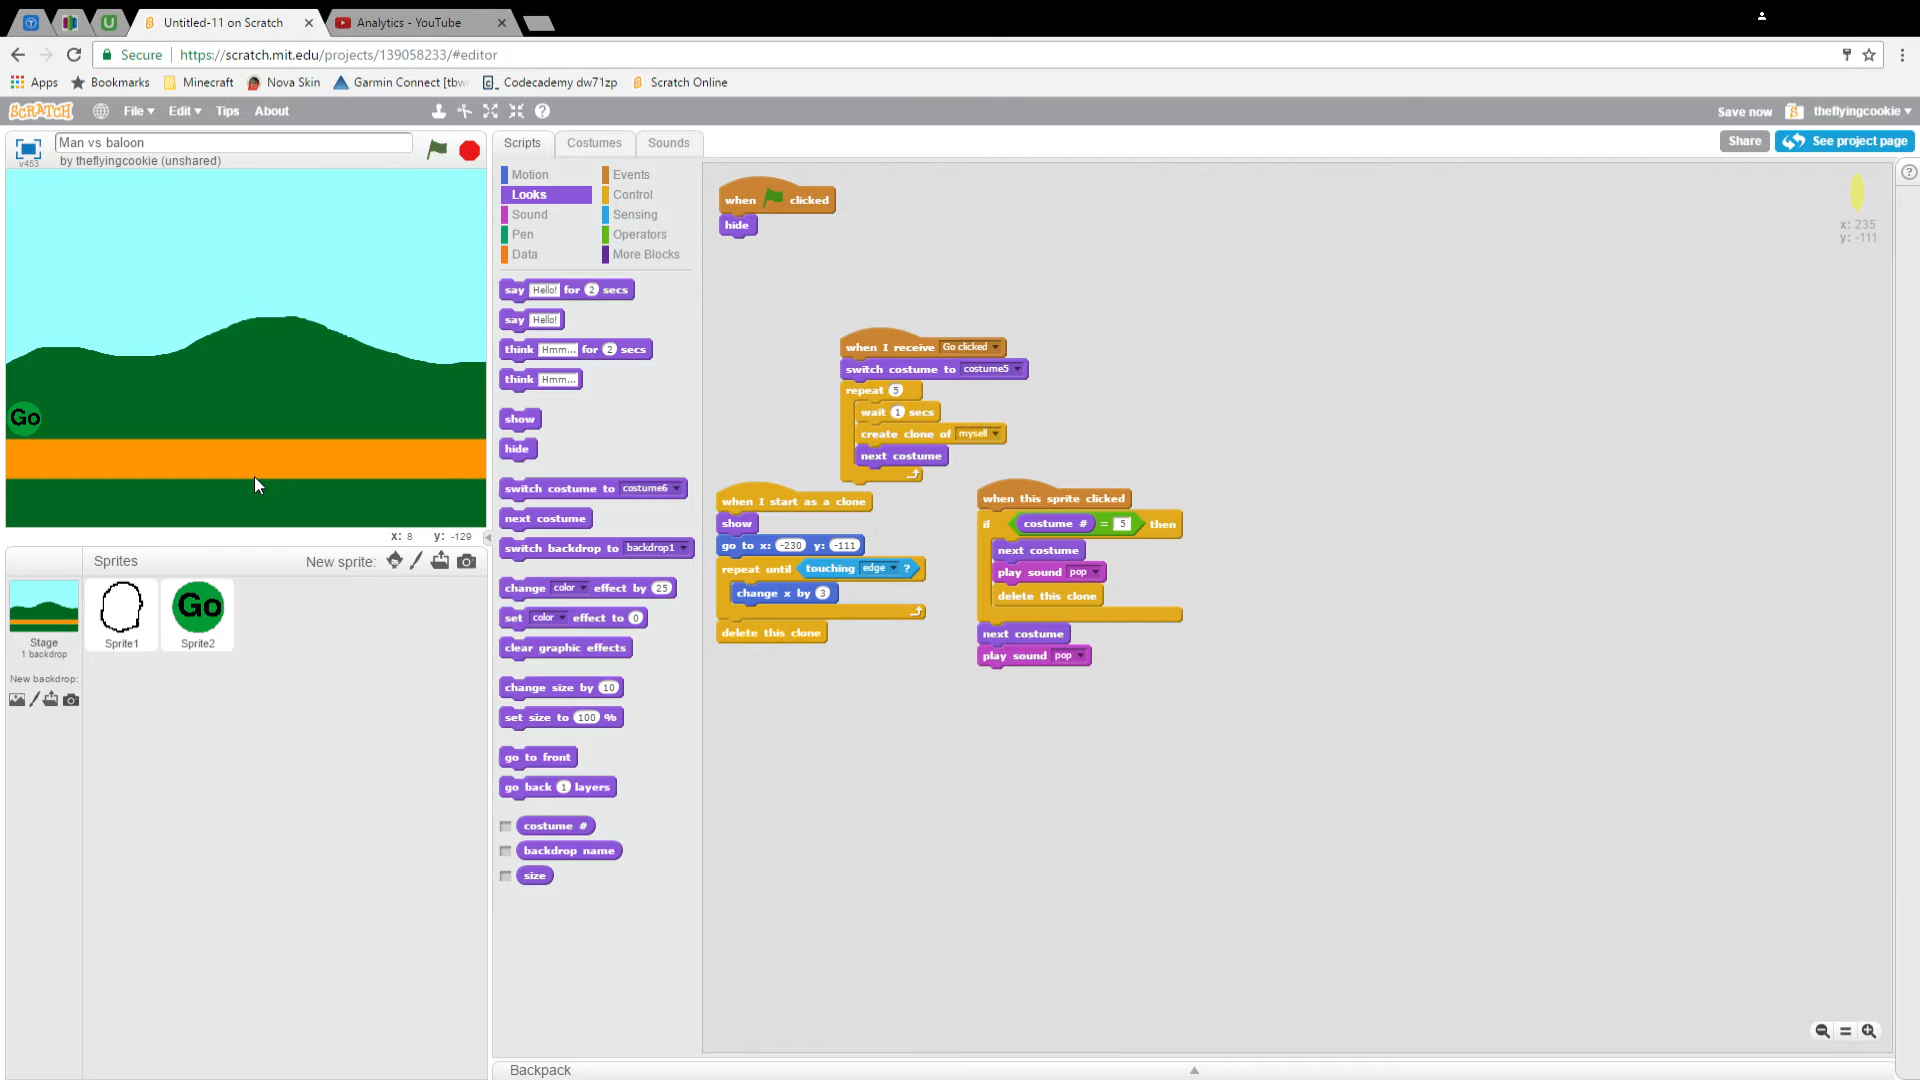 Untitled-11 on Scratch
Analytics - YouTube
Secure https://scratch.mit.edu/projects/139058233/#editor
Apps Bookmarks Minecraft Nova Skin Garmin Connect [tbw Codecademy dw71zp Scratch Online
SCRATCH File Edit Tips About Save now theflyingcookie
v453 Man vs baloon
by theflyingcookie (unshared)
Scripts Costumes Sounds Share See project page
Motion Events
Looks Control
Sound Sensing
Pen Operators
Data More Blocks
say Hello! for 2 secs
say Hello!
think Hmm... for 2 secs
think Hmm...
show
hide
switch costume to costume6
next costume
switch backdrop to backdrop1
change color effect by 25
set color effect to 0
clear graphic effects
change size by 10
set size to 100 %
go to front
go back 1 layers
costume #
backdrop name
size
when clicked
hide
when I receive Go clicked
switch costume to costume5
repeat 5
wait 1 secs
create clone of myself
next costume
when I start as a clone
show
go to x: -230 y: -111
repeat until touching edge ?
change x by 3
delete this clone
when this sprite clicked
if costume # = 5 then
next costume
play sound pop
delete this clone
next costume
play sound pop
x: 235
y: -111
Go
x: 8 y: -129
Sprites New sprite:
Go
Stage
1 backdrop
Sprite1
Sprite2
New backdrop:
Backpack